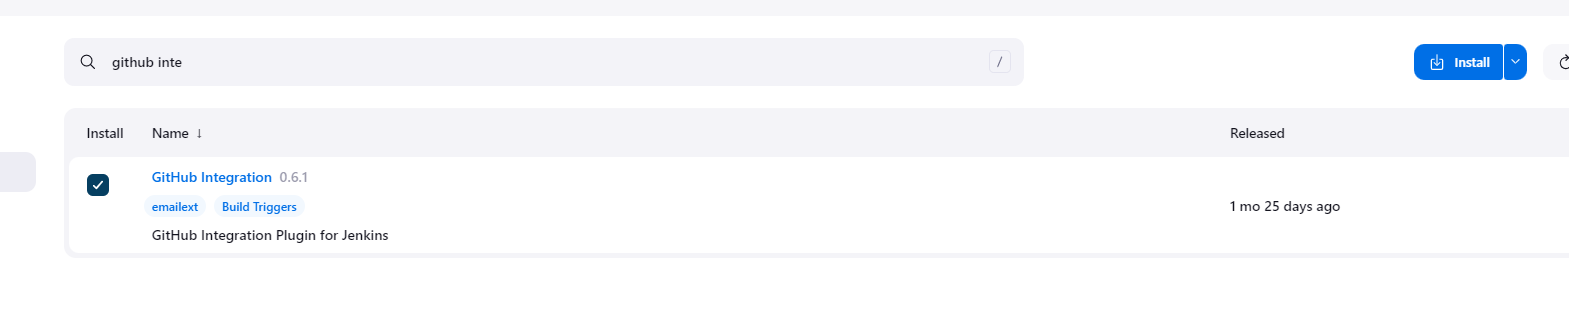 github inte /
Install
Install Name ↓ Released
GitHub Integration 0.6.1
emailext Build Triggers
1 mo 25 days ago
GitHub Integration Plugin for Jenkins